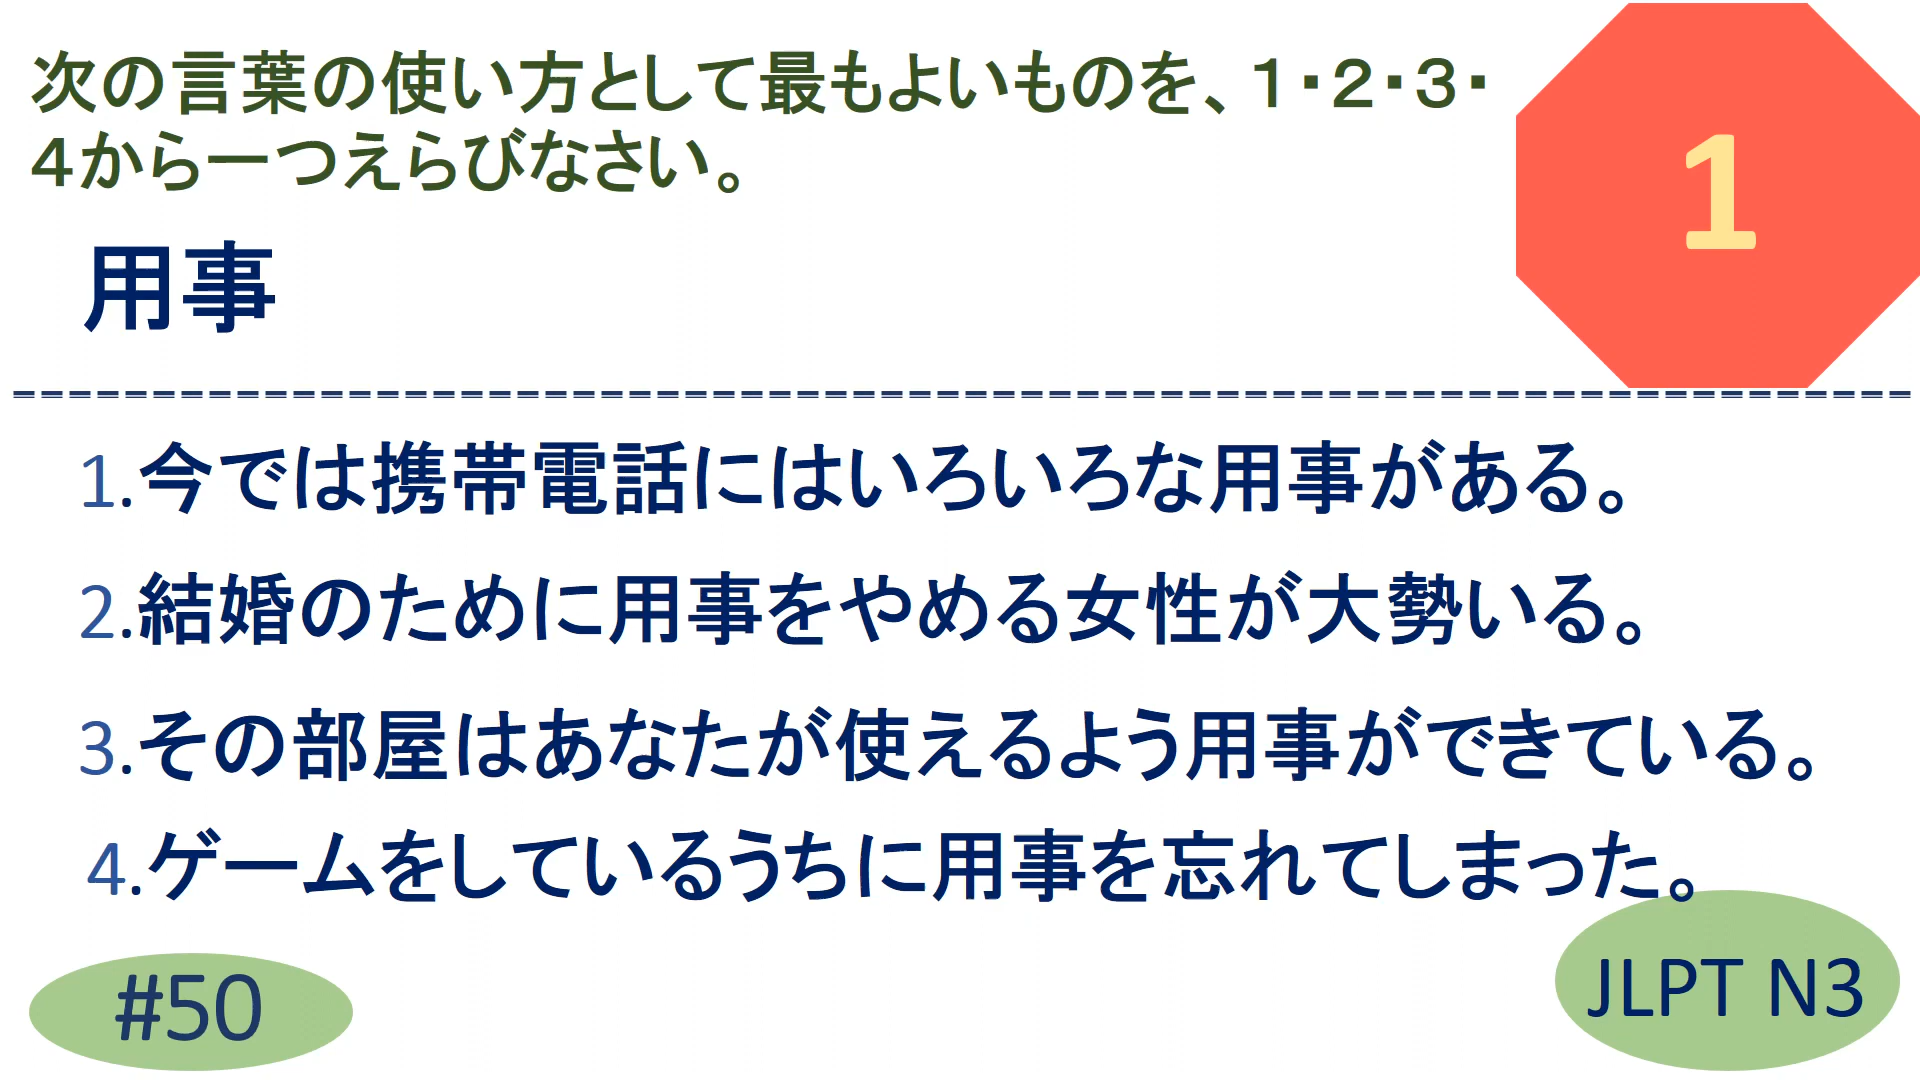 次の言葉の使い方として最もよいものを、１・２・３・
４から一つえらびなさい。
1
用事
1.今では携帯電話にはいろいろな用事がある。
2.結婚のために用事をやめる女性が大勢いる。
3.その部屋はあなたが使えるよう用事ができている。
4.ゲームをしているうちに用事を忘れてしまった。
#50
JLPT N3